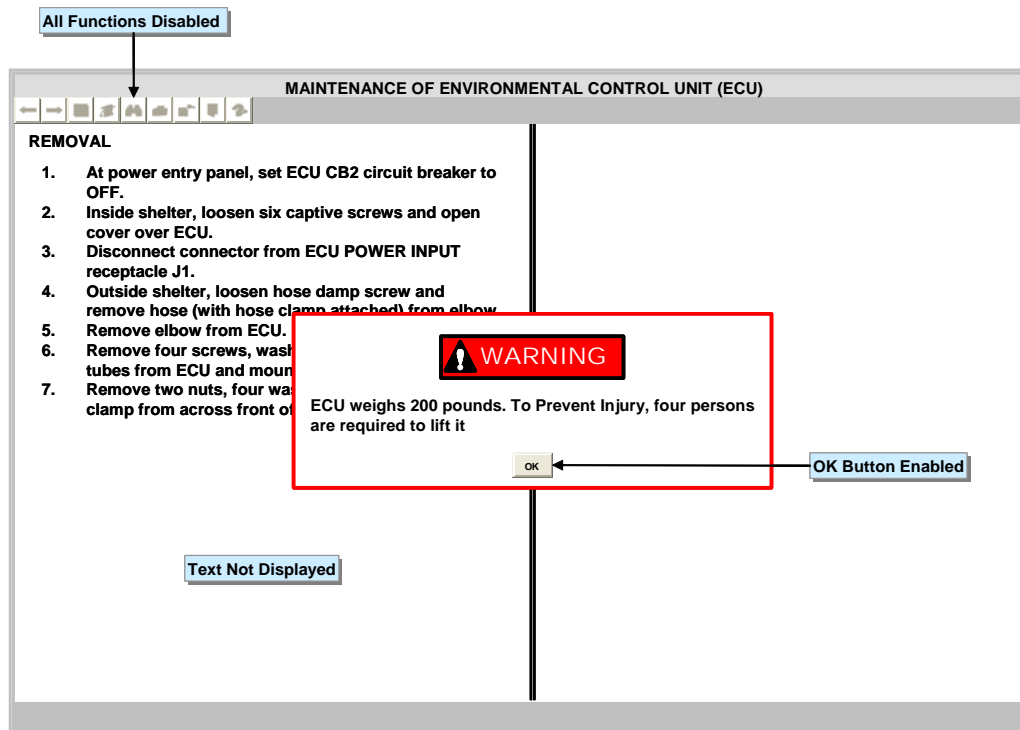 All Functions Disabled
MAINTENANCE OF ENVIRONMENTAL CONTROL UNIT (ECU)
REMOVAL
1. At power entry panel, set ECU CB2 circuit breaker to
OFF.
2. Inside shelter, loosen six captive screws and open
cover over ECU.
3. Disconnect connector from ECU POWER INPUT
receptacle J1.
4. Outside shelter, loosen hose damp screw and
remove hose (with hose clamp attached) from elbow
5. Remove elbow from ECU.
6. Remove four screws,
tubes from ECU and
7. Remove two nuts, four
clamp from across front
WARNING
ECU weighs 200 pounds. To Prevent Injury, four persons
are required to lift it
OK
OK Button Enabled
Text Not Displayed